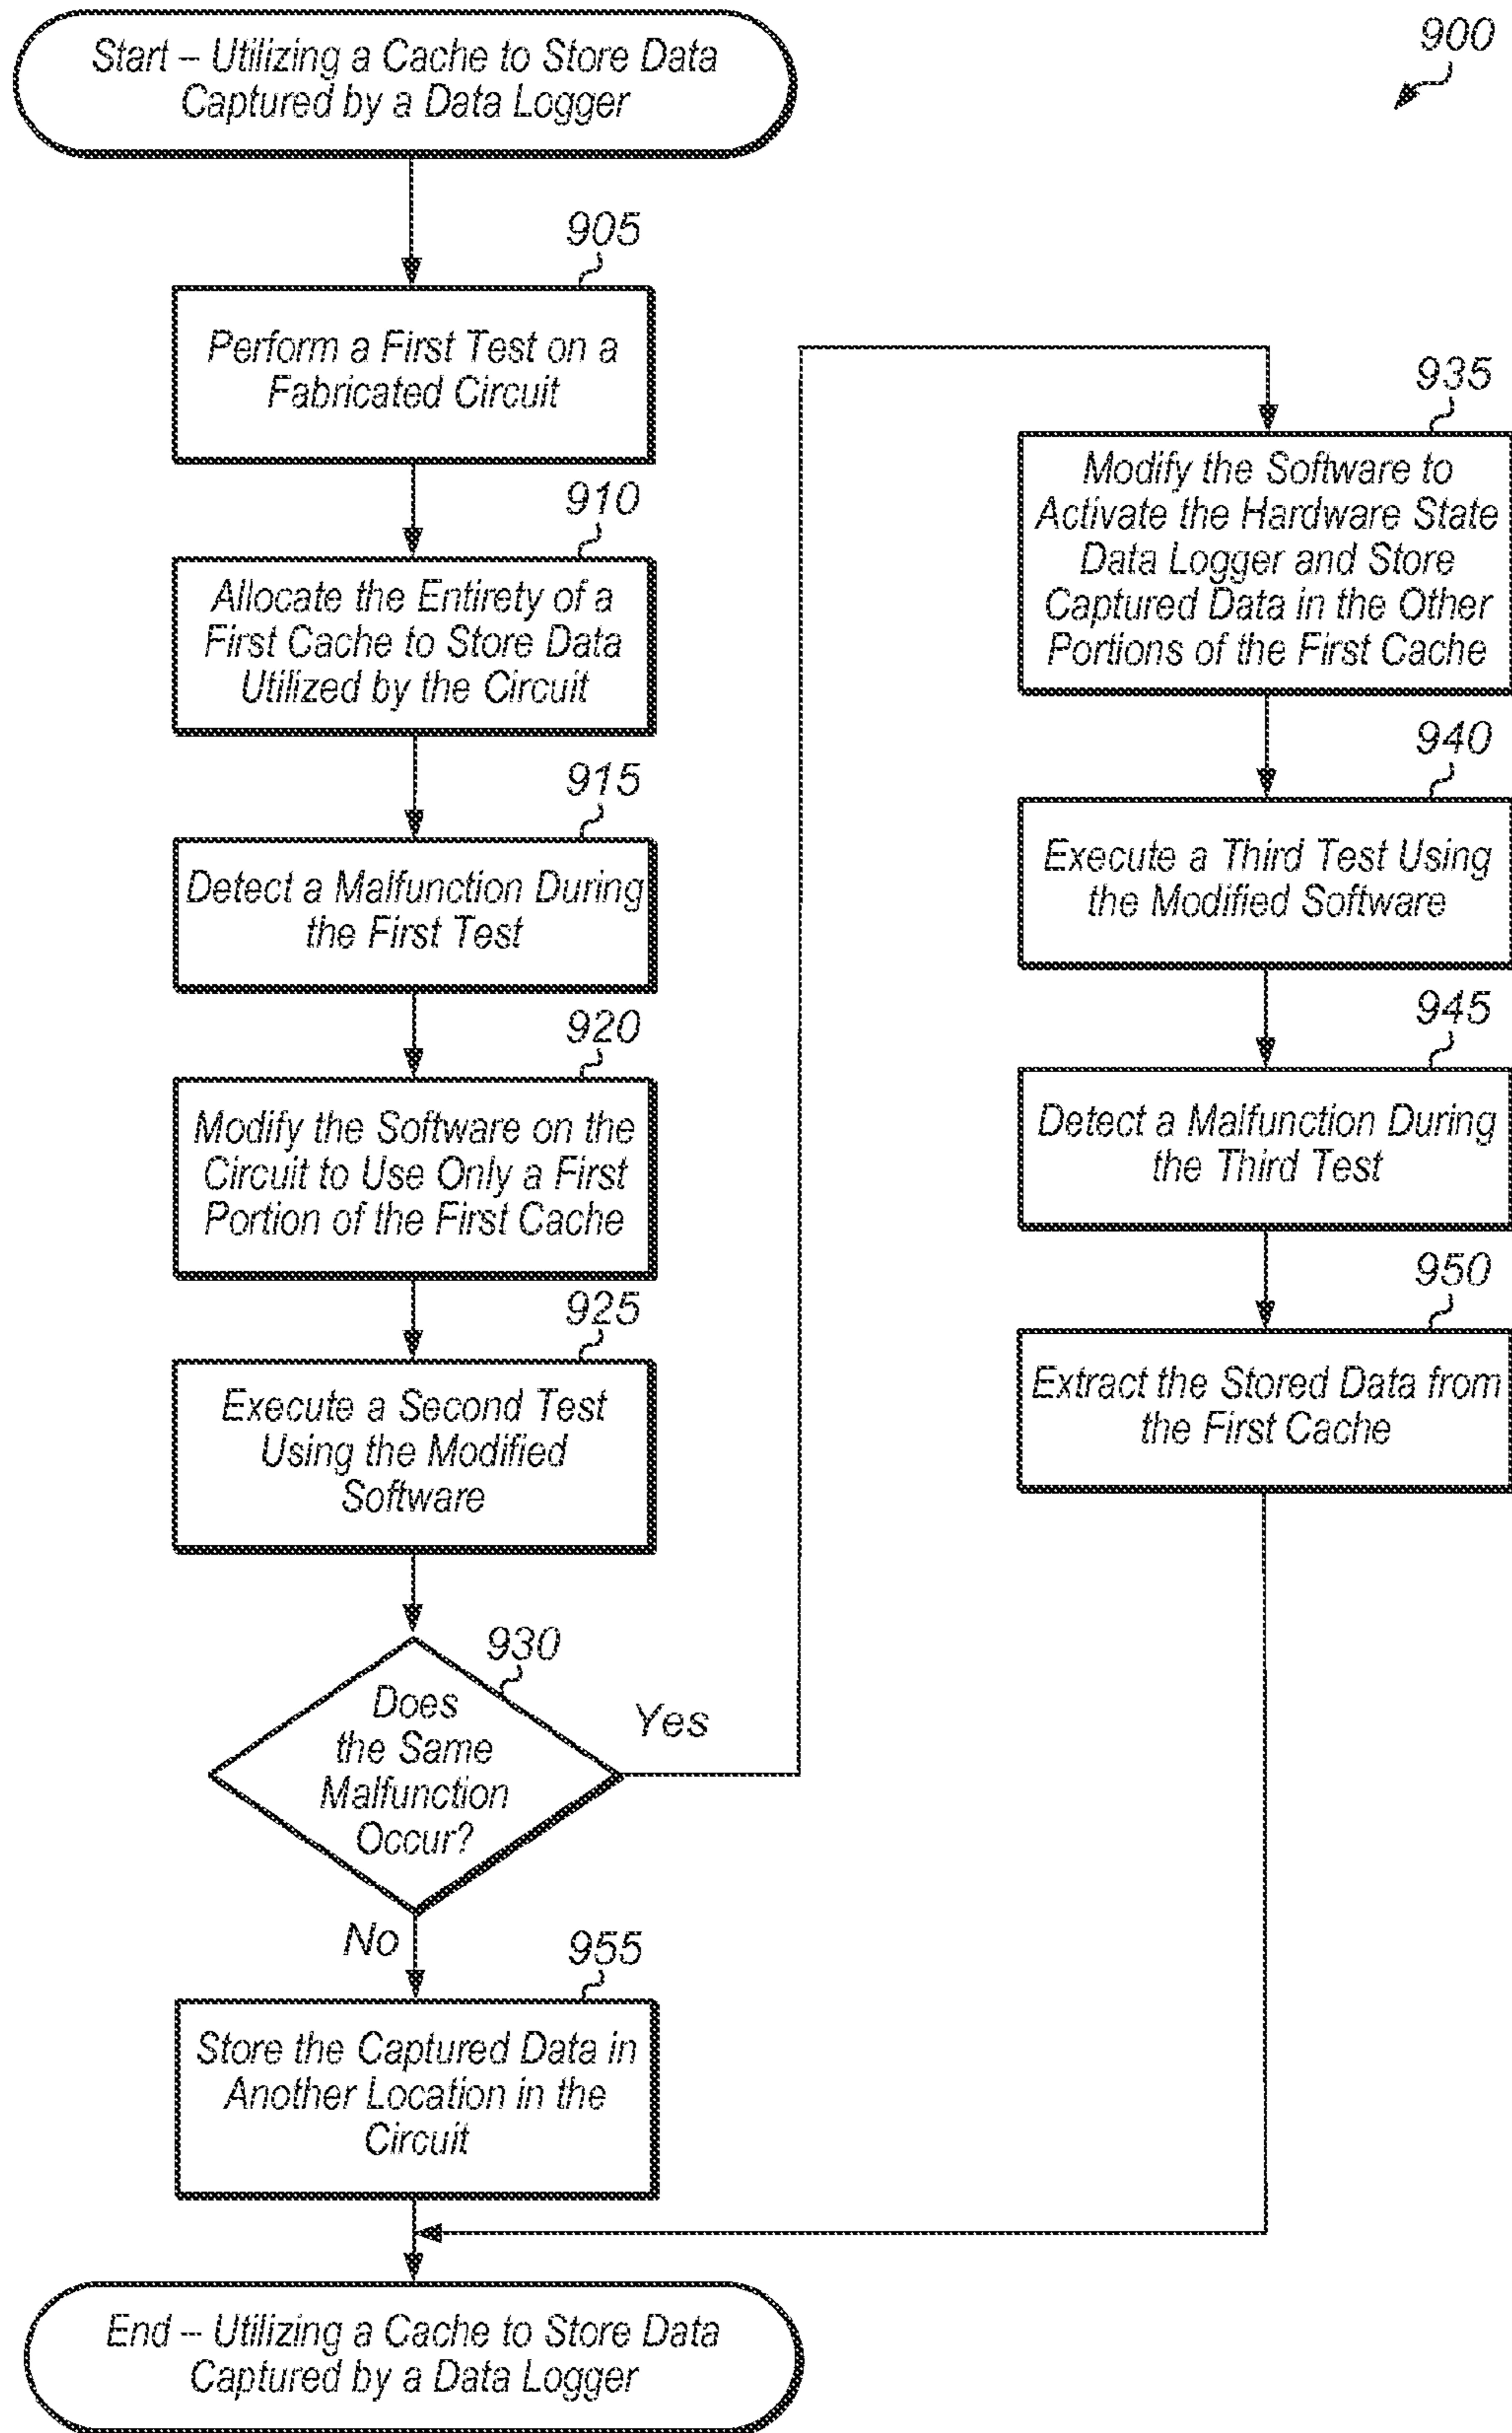 Start – Utilizing a Cache to Store Data
Captured by a Data Logger
900
905
Perform a First Test on a
Fabricated Circuit
910
Allocate the Entirety of a
First Cache to Store Data
Utilized by the Circuit
915
Detect a Malfunction During
the First Test
920
Modify the Software on the
Circuit to Use Only a First
Portion of the First Cache
925
Execute a Second Test
Using the Modified
Software
930
Does
the Same
Malfunction
Occur?
Yes
No
935
Modify the Software to
Activate the Hardware State
Data Logger and Store
Captured Data in the Other
Portions of the First Cache
940
Execute a Third Test Using
the Modified Software
945
Detect a Malfunction During
the Third Test
950
Extract the Stored Data from
the First Cache
955
Store the Captured Data in
Another Location in the
Circuit
End – Utilizing a Cache to Store Data
Captured by a Data Logger